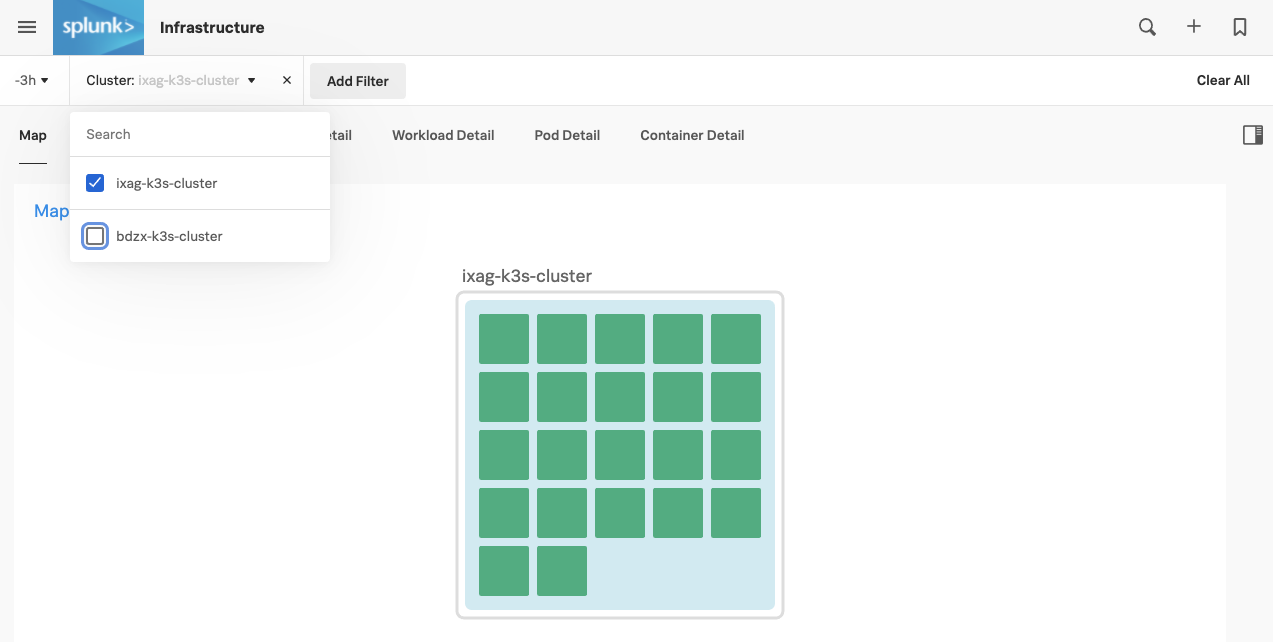 splunk> Infrastructure
-3h Cluster: ixag-k3s-cluster × Add Filter Clear All
Map Workload Detail Pod Detail Container Detail
Search
ixag-k3s-cluster
Map
bdzx-k3s-cluster
ixag-k3s-cluster